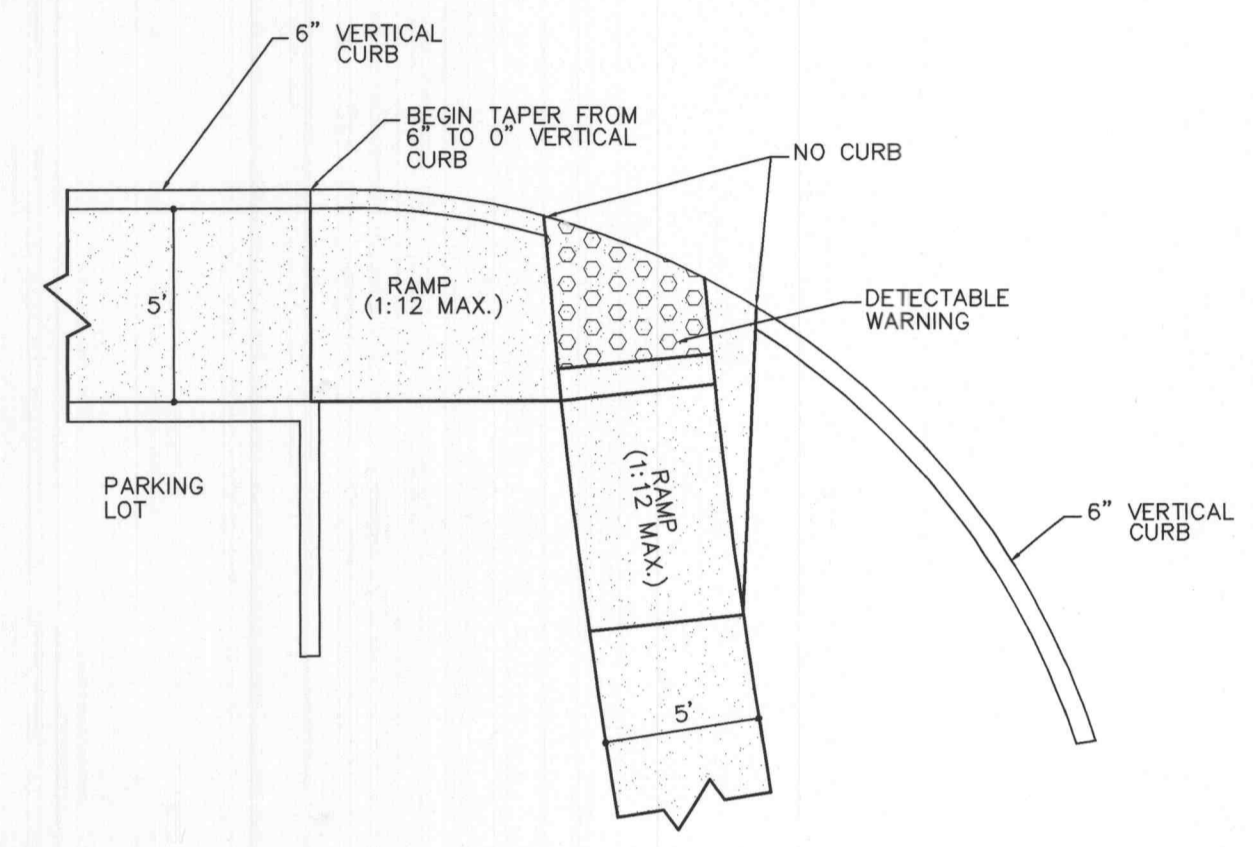 6" VERTICAL
CURB
BEGIN TAPER FROM
6" TO 0" VERTICAL
CURB
NO CURB
RAMP
(1:12 MAX.)
5'
DETECTABLE
WARNING
PARKING
LOT
RAMP
(1:12 MAX.)
6" VERTICAL
CURB
5'